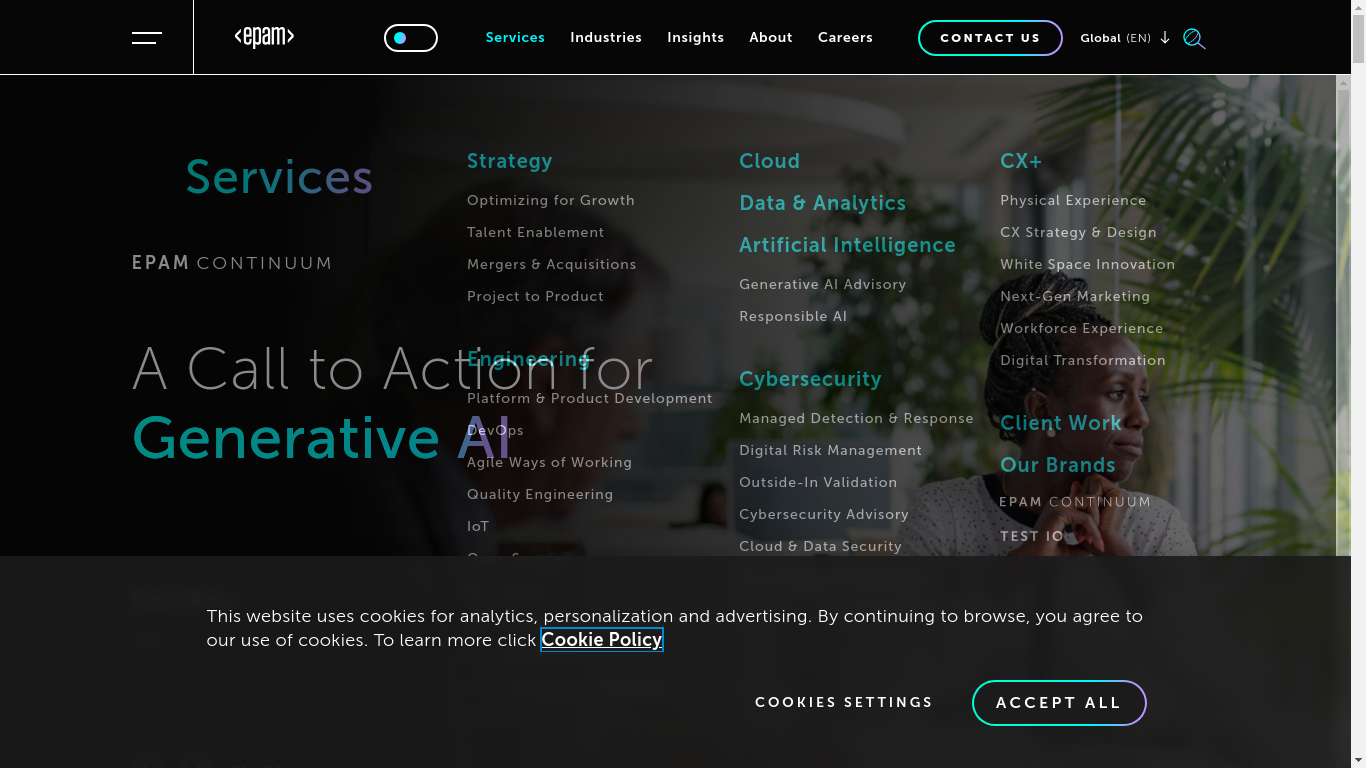 <epam>
Services
Industries
Insights
About
Careers
CONTACT US
Global (EN)
Services
EPAM CONTINUUM
A Call to Action for
Generative AI
Strategy
Optimizing for Growth
Talent Enablement
Mergers & Acquisitions
Project to Product
Engineering
Platform & Product Development
DevOps
Agile Ways of Working
Quality Engineering
IoT
Cloud
Data & Analytics
Artificial Intelligence
Generative AI Advisory
Responsible AI
Cybersecurity
Managed Detection & Response
Digital Risk Management
Outside-In Validation
Cybersecurity Advisory
Cloud & Data Security
CX+
Physical Experience
CX Strategy & Design
White Space Innovation
Next-Gen Marketing
Workforce Experience
Digital Transformation
Client Work
Our Brands
EPAM CONTINUUM
TEST IO
This website uses cookies for analytics, personalization and advertising. By continuing to browse, you agree to
our use of cookies. To learn more click Cookie Policy
COOKIES SETTINGS
ACCEPT ALL